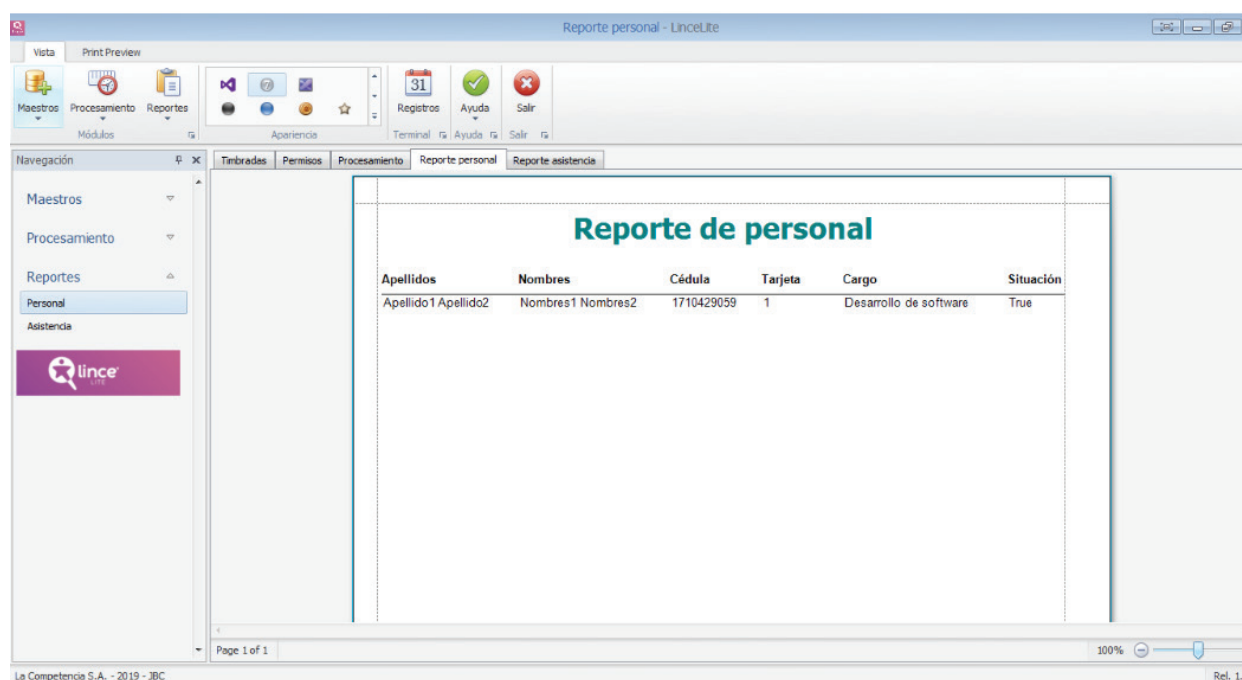 Reporte personal - LinceLite
Vista Print Preview
31
Maestros Procesamiento Reportes Registros Ayuda Salir
Módulos Apariencia Terminal Ayuda Salir
Navegación Timbradas Permisos Procesamiento Reporte personal Reporte asistencia
Maestros
Procesamiento
Reportes
Personal
Asistencia
lince
LITE
Reporte de personal
Apellidos Nombres Cédula Tarjeta Cargo Situación
Apellido1 Apellido2 Nombres1 Nombres2 1710429059 1 Desarrollo de software True
Page 1 of 1 100%
La Competencia S.A. - 2019 - JBC Rel. 1.